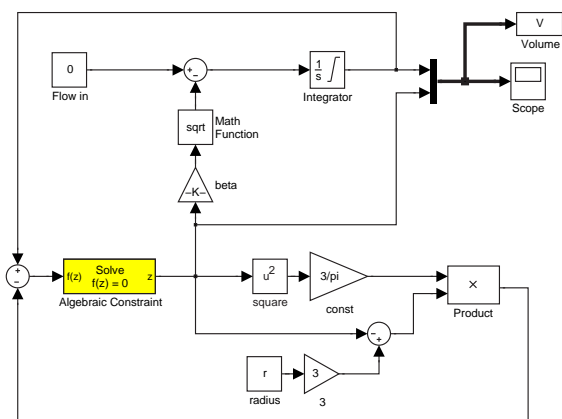 V
Volume
0
Flow in
+
−
1
s
Integrator
Scope
sqrt
Math
Function
−K−
beta
+
−
f(z)
Solve
f(z) = 0
z
Algebraic Constraint
u2
square
3/pi
const
×
Product
−
+
r
radius
3
3